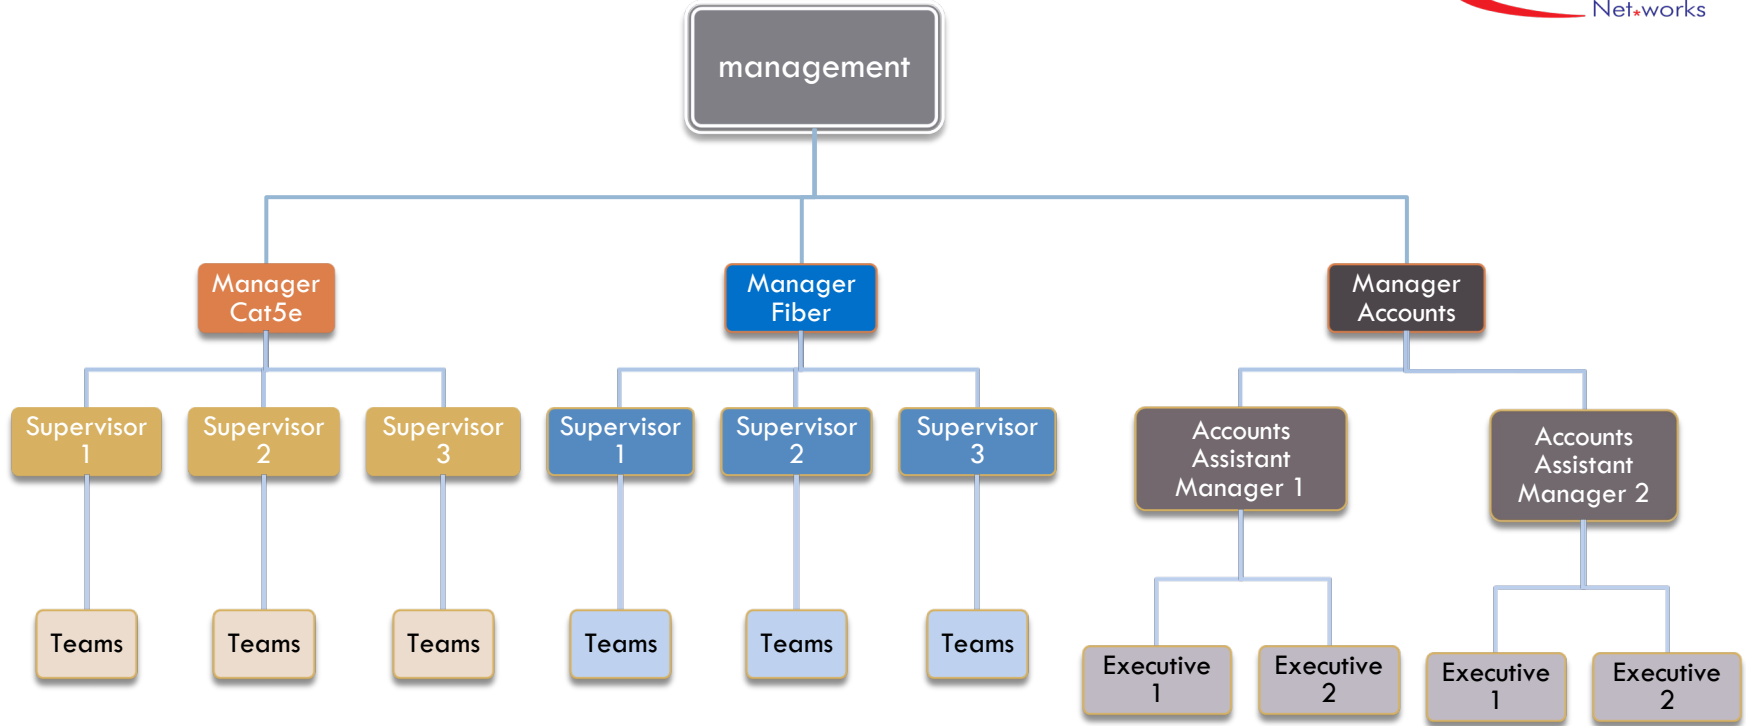 Net*works
management
Manager
Cat5e
Manager
Fiber
Manager
Accounts
Supervisor
1
Supervisor
2
Supervisor
3
Supervisor
1
Supervisor
2
Supervisor
3
Accounts
Assistant
Manager 1
Accounts
Assistant
Manager 2
Teams
Teams
Teams
Teams
Teams
Teams
Executive
1
Executive
2
Executive
1
Executive
2